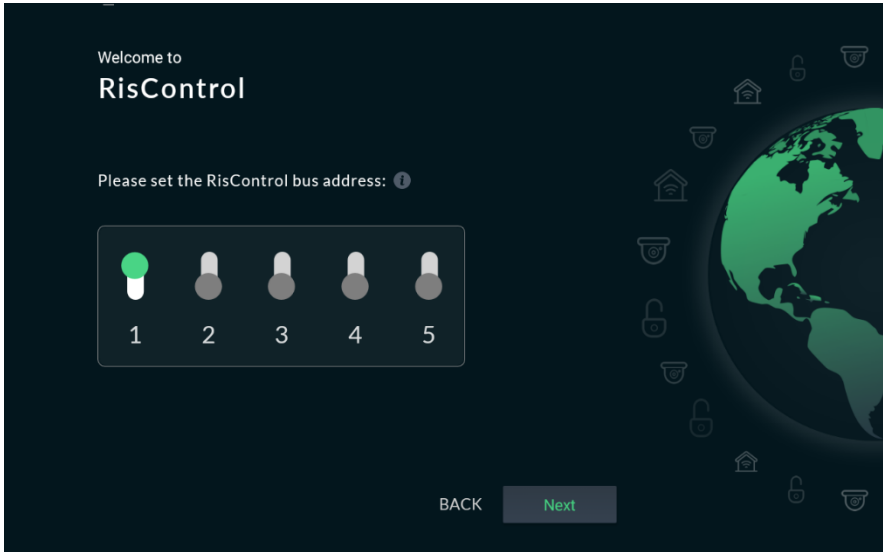 Welcome to
RisControl
Please set the RisControl bus address:
1 2 3 4 5
BACK Next